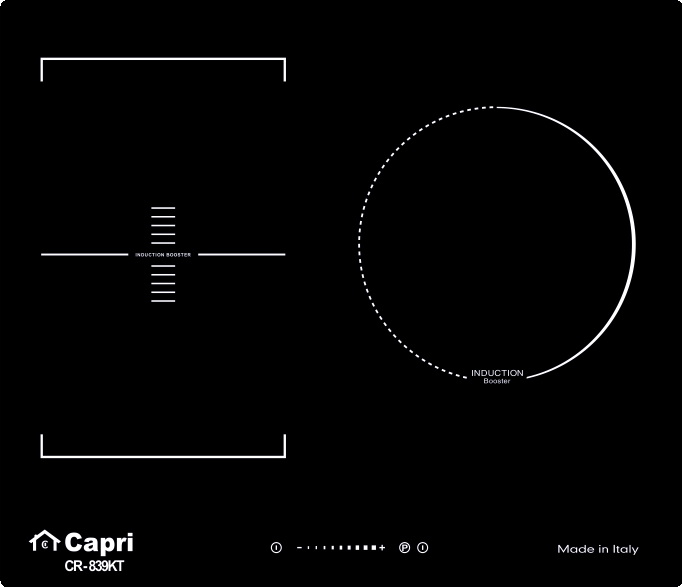 INDUCTION BOOSTER
INDUCTION
Booster
Capri
CR-839KT
- + P
Made in Italy